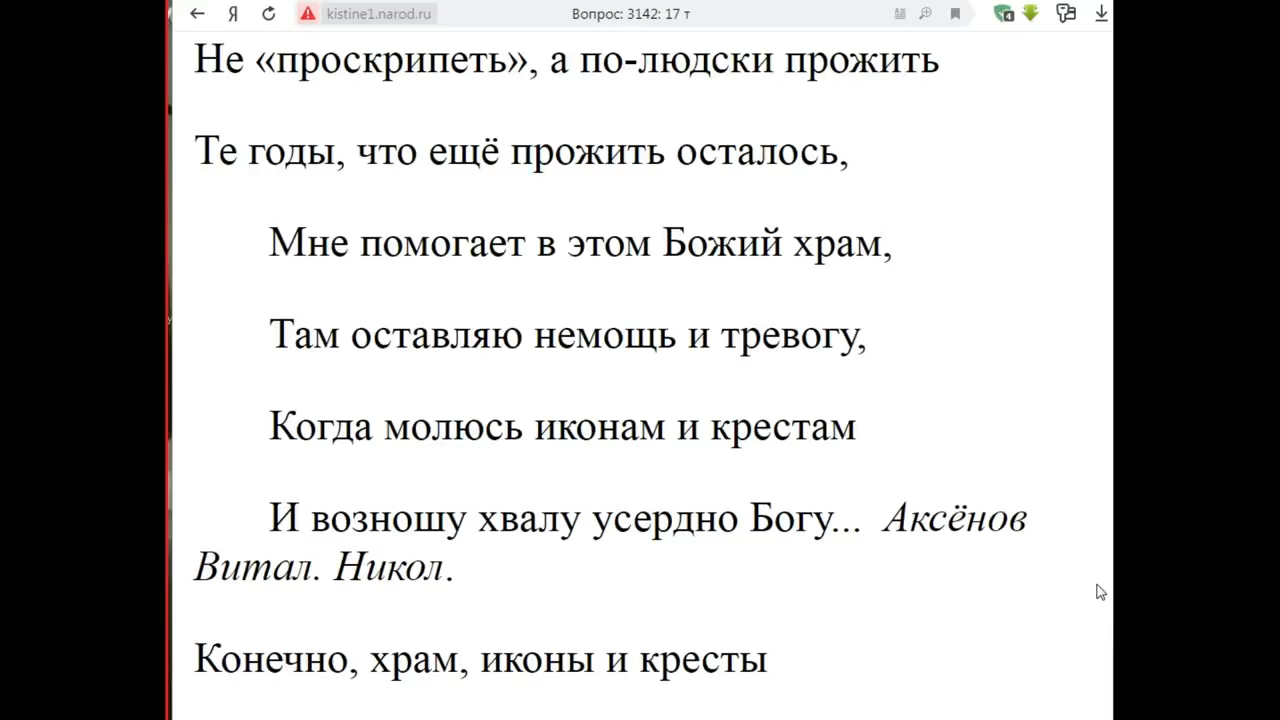 Я kistine1.narod.ru Вопрос: 3142: 17 т 4
Не «проскрипеть», а по-людски прожить
Те годы, что ещё прожить осталось,
Мне помогает в этом Божий храм,
Там оставляю немощь и тревогу,
Когда молюсь иконам и крестам
И возношу хвалу усердно Богу... Аксёнов
Витал. Никол.
Конечно, храм, иконы и кресты